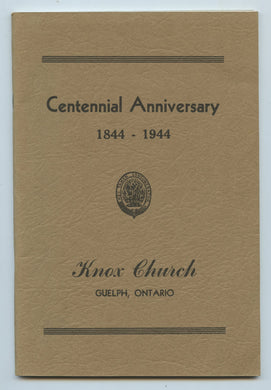 Centennial Anniversary
1844 - 1944
Knox Church
GUELPH, ONTARIO